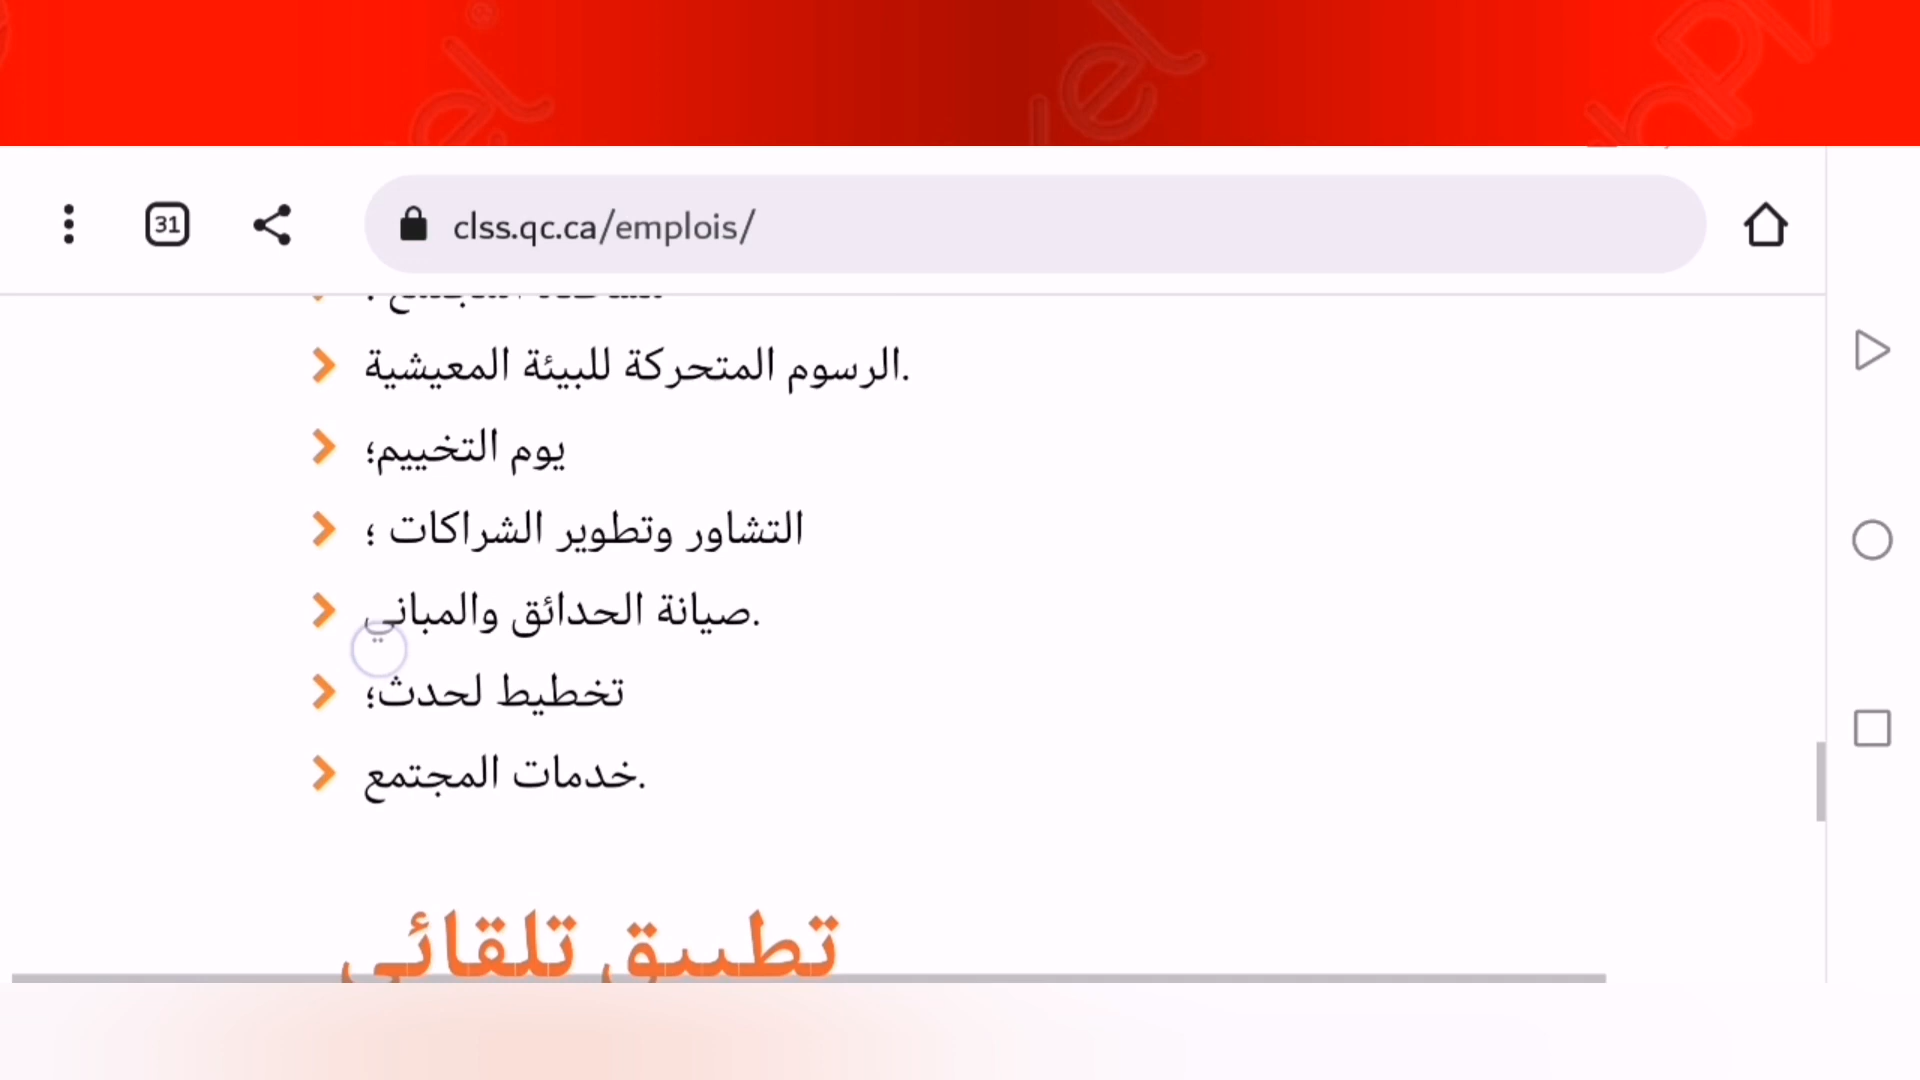 31
clss.qc.ca/emplois/
الرسوم المتحركة للبيئة المعيشية.
يوم التخييم؛
التشاور وتطوير الشراكات ؛
صيانة الحدائق والمباني.
تخطيط لحدث؛
خدمات المجتمع.
تطبيق تلقائي